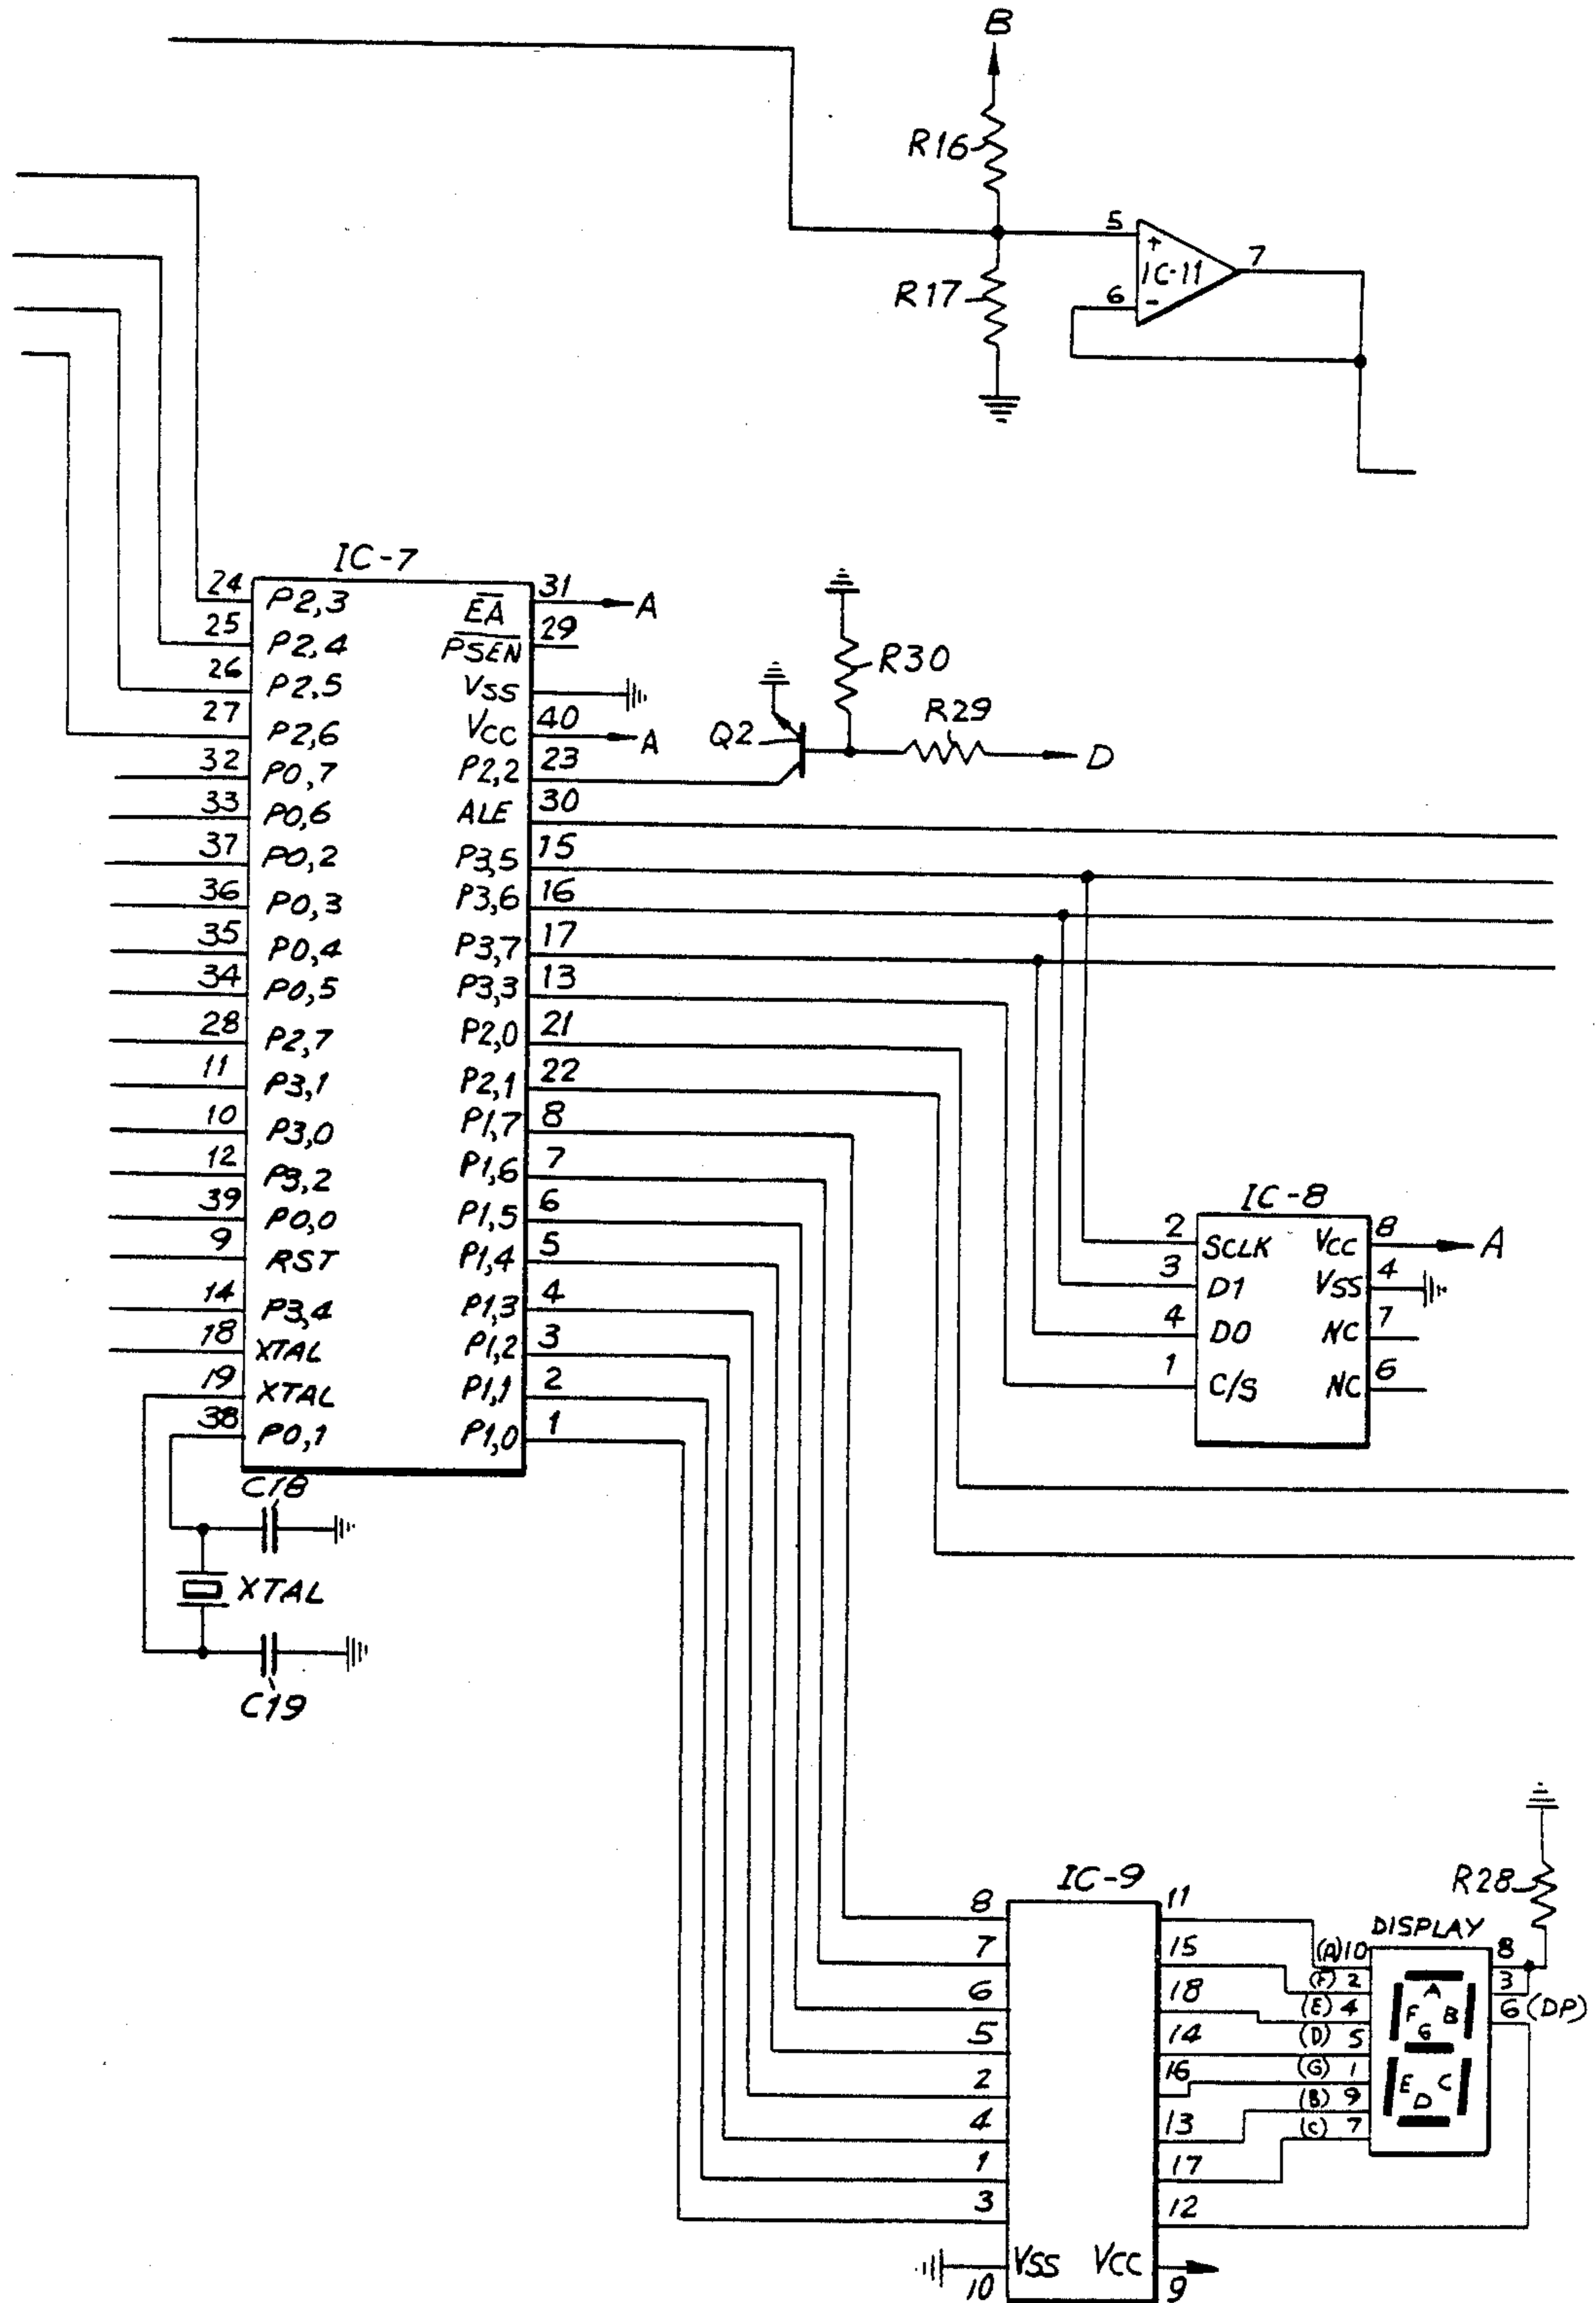 B
R16
5
+
IC-11
7
R17
6
-
IC-7
24
P2,3
25
P2,4
26
P2,5
27
P2,6
32
P0,7
33
P0,6
37
P0,2
36
P0,3
35
P0,4
34
P0,5
28
P2,7
11
P3,1
10
P3,0
12
P3,2
39
P0,0
9
RST
14
P3,4
18
XTAL
19
XTAL
38
P0,1
EA
31
A
PSEN
29
VSS
VCC
40
A
P2,2
23
ALE
30
P3,5
15
P3,6
16
P3,7
17
P3,3
13
P2,0
21
P2,1
22
P1,7
8
P1,6
7
P1,5
6
P1,4
5
P1,3
4
P1,2
3
P1,1
2
P1,0
1
R30
Q2
R29
D
IC-8
2
SCLK
VCC
8
A
3
D1
VSS
4
4
D0
NC
7
1
C/S
NC
6
C18
XTAL
C19
IC-9
8
7
6
5
2
4
1
3
VSS
10
VCC
9
11
15
18
14
16
13
17
12
R28
DISPLAY
(A) 10
(F) 2
(E) 4
(D) 5
(G) 1
(B) 9
(C) 7
8
3
6 (DP)
A
F
B
G
E
C
D